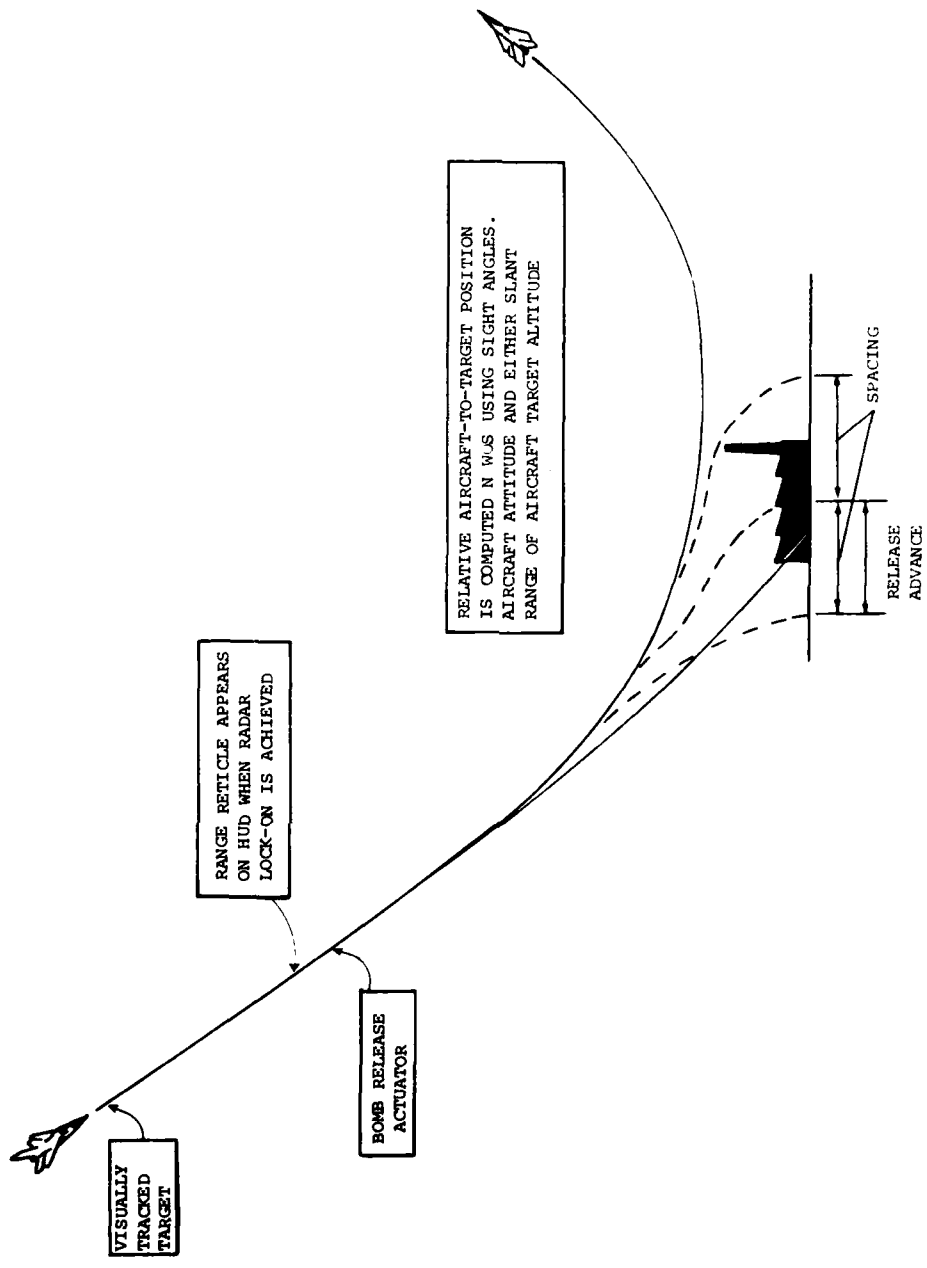 VISUALLY
TRACKED
TARGET
RANGE RETICLE APPEARS
ON HUD WHEN RADAR
LOCK-ON IS ACHIEVED
BOMB RELEASE
ACTUATOR
RELATIVE AIRCRAFT-TO-TARGET POSITION
IS COMPUTED N WUS USING SIGHT ANGLES.
AIRCRAFT ATTITUDE AND EITHER SLANT
RANGE OF AIRCRAFT TARGET ALTITUDE
SPACING
RELEASE
ADVANCE